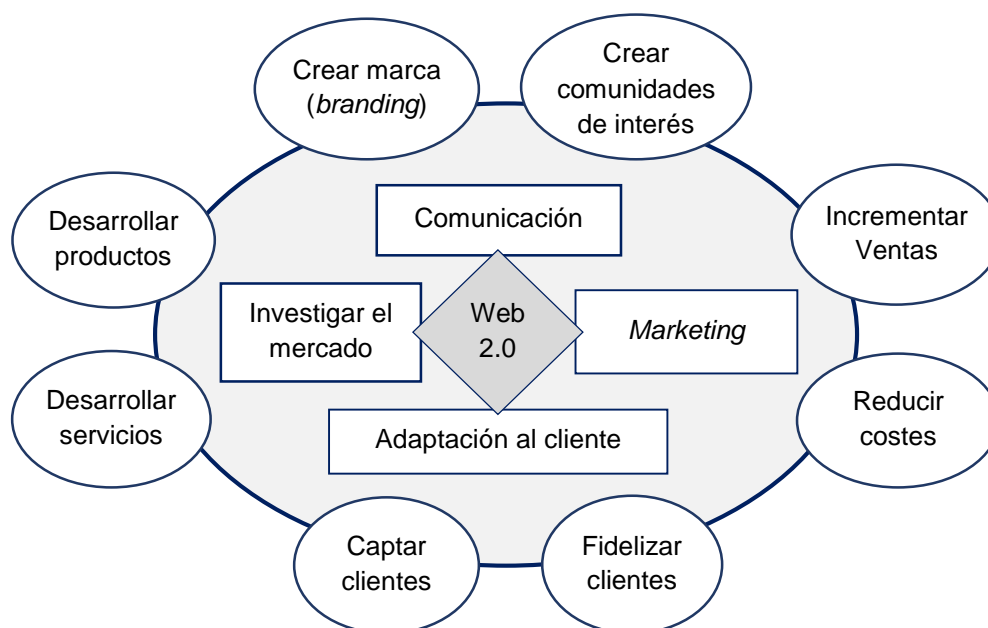 Crear marca
(branding)
Crear
comunidades
de interés
Desarrollar
productos
Comunicación
Incrementar
Ventas
Investigar el
mercado
Web
2.0
Marketing
Desarrollar
servicios
Adaptación al cliente
Reducir
costes
Captar
clientes
Fidelizar
clientes